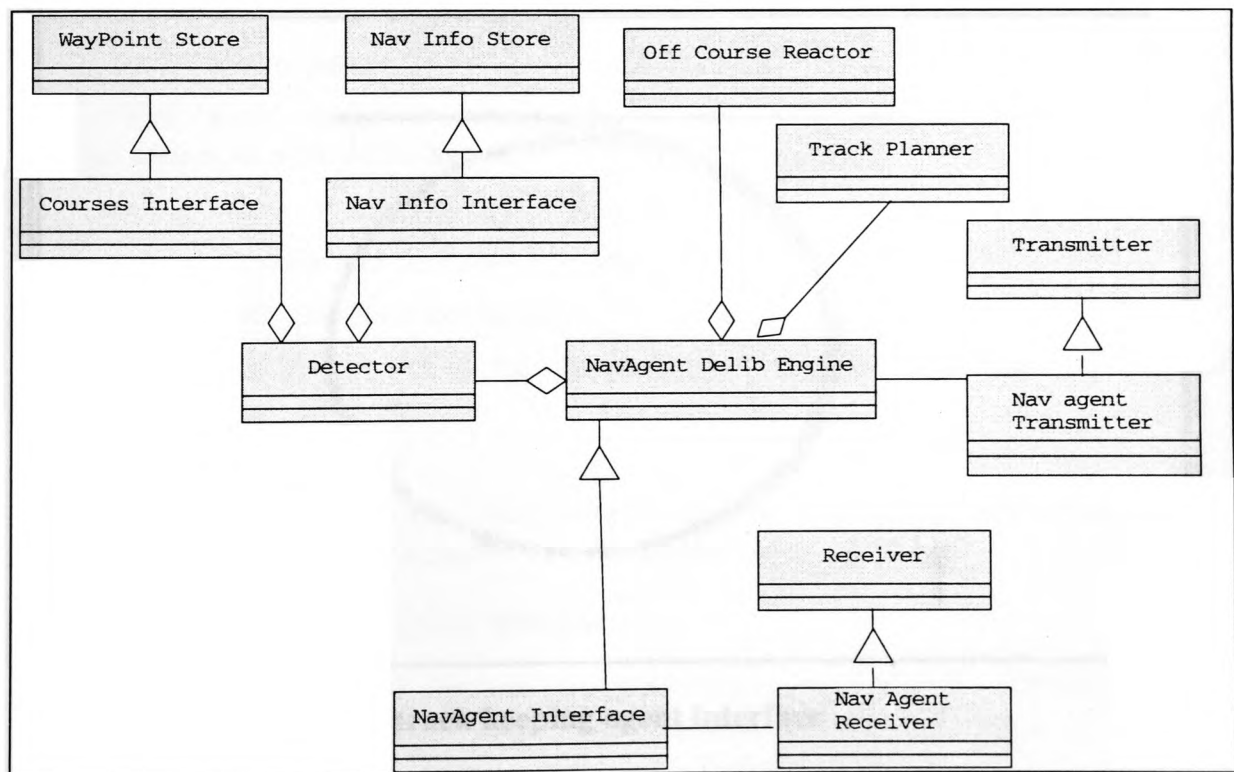 WayPoint Store
Nav Info Store
Off Course Reactor
Track Planner
Courses Interface
Nav Info Interface
Transmitter
Detector
NavAgent Delib Engine
Nav agent
Transmitter
Receiver
NavAgent Interface
Nav Agent
Receiver